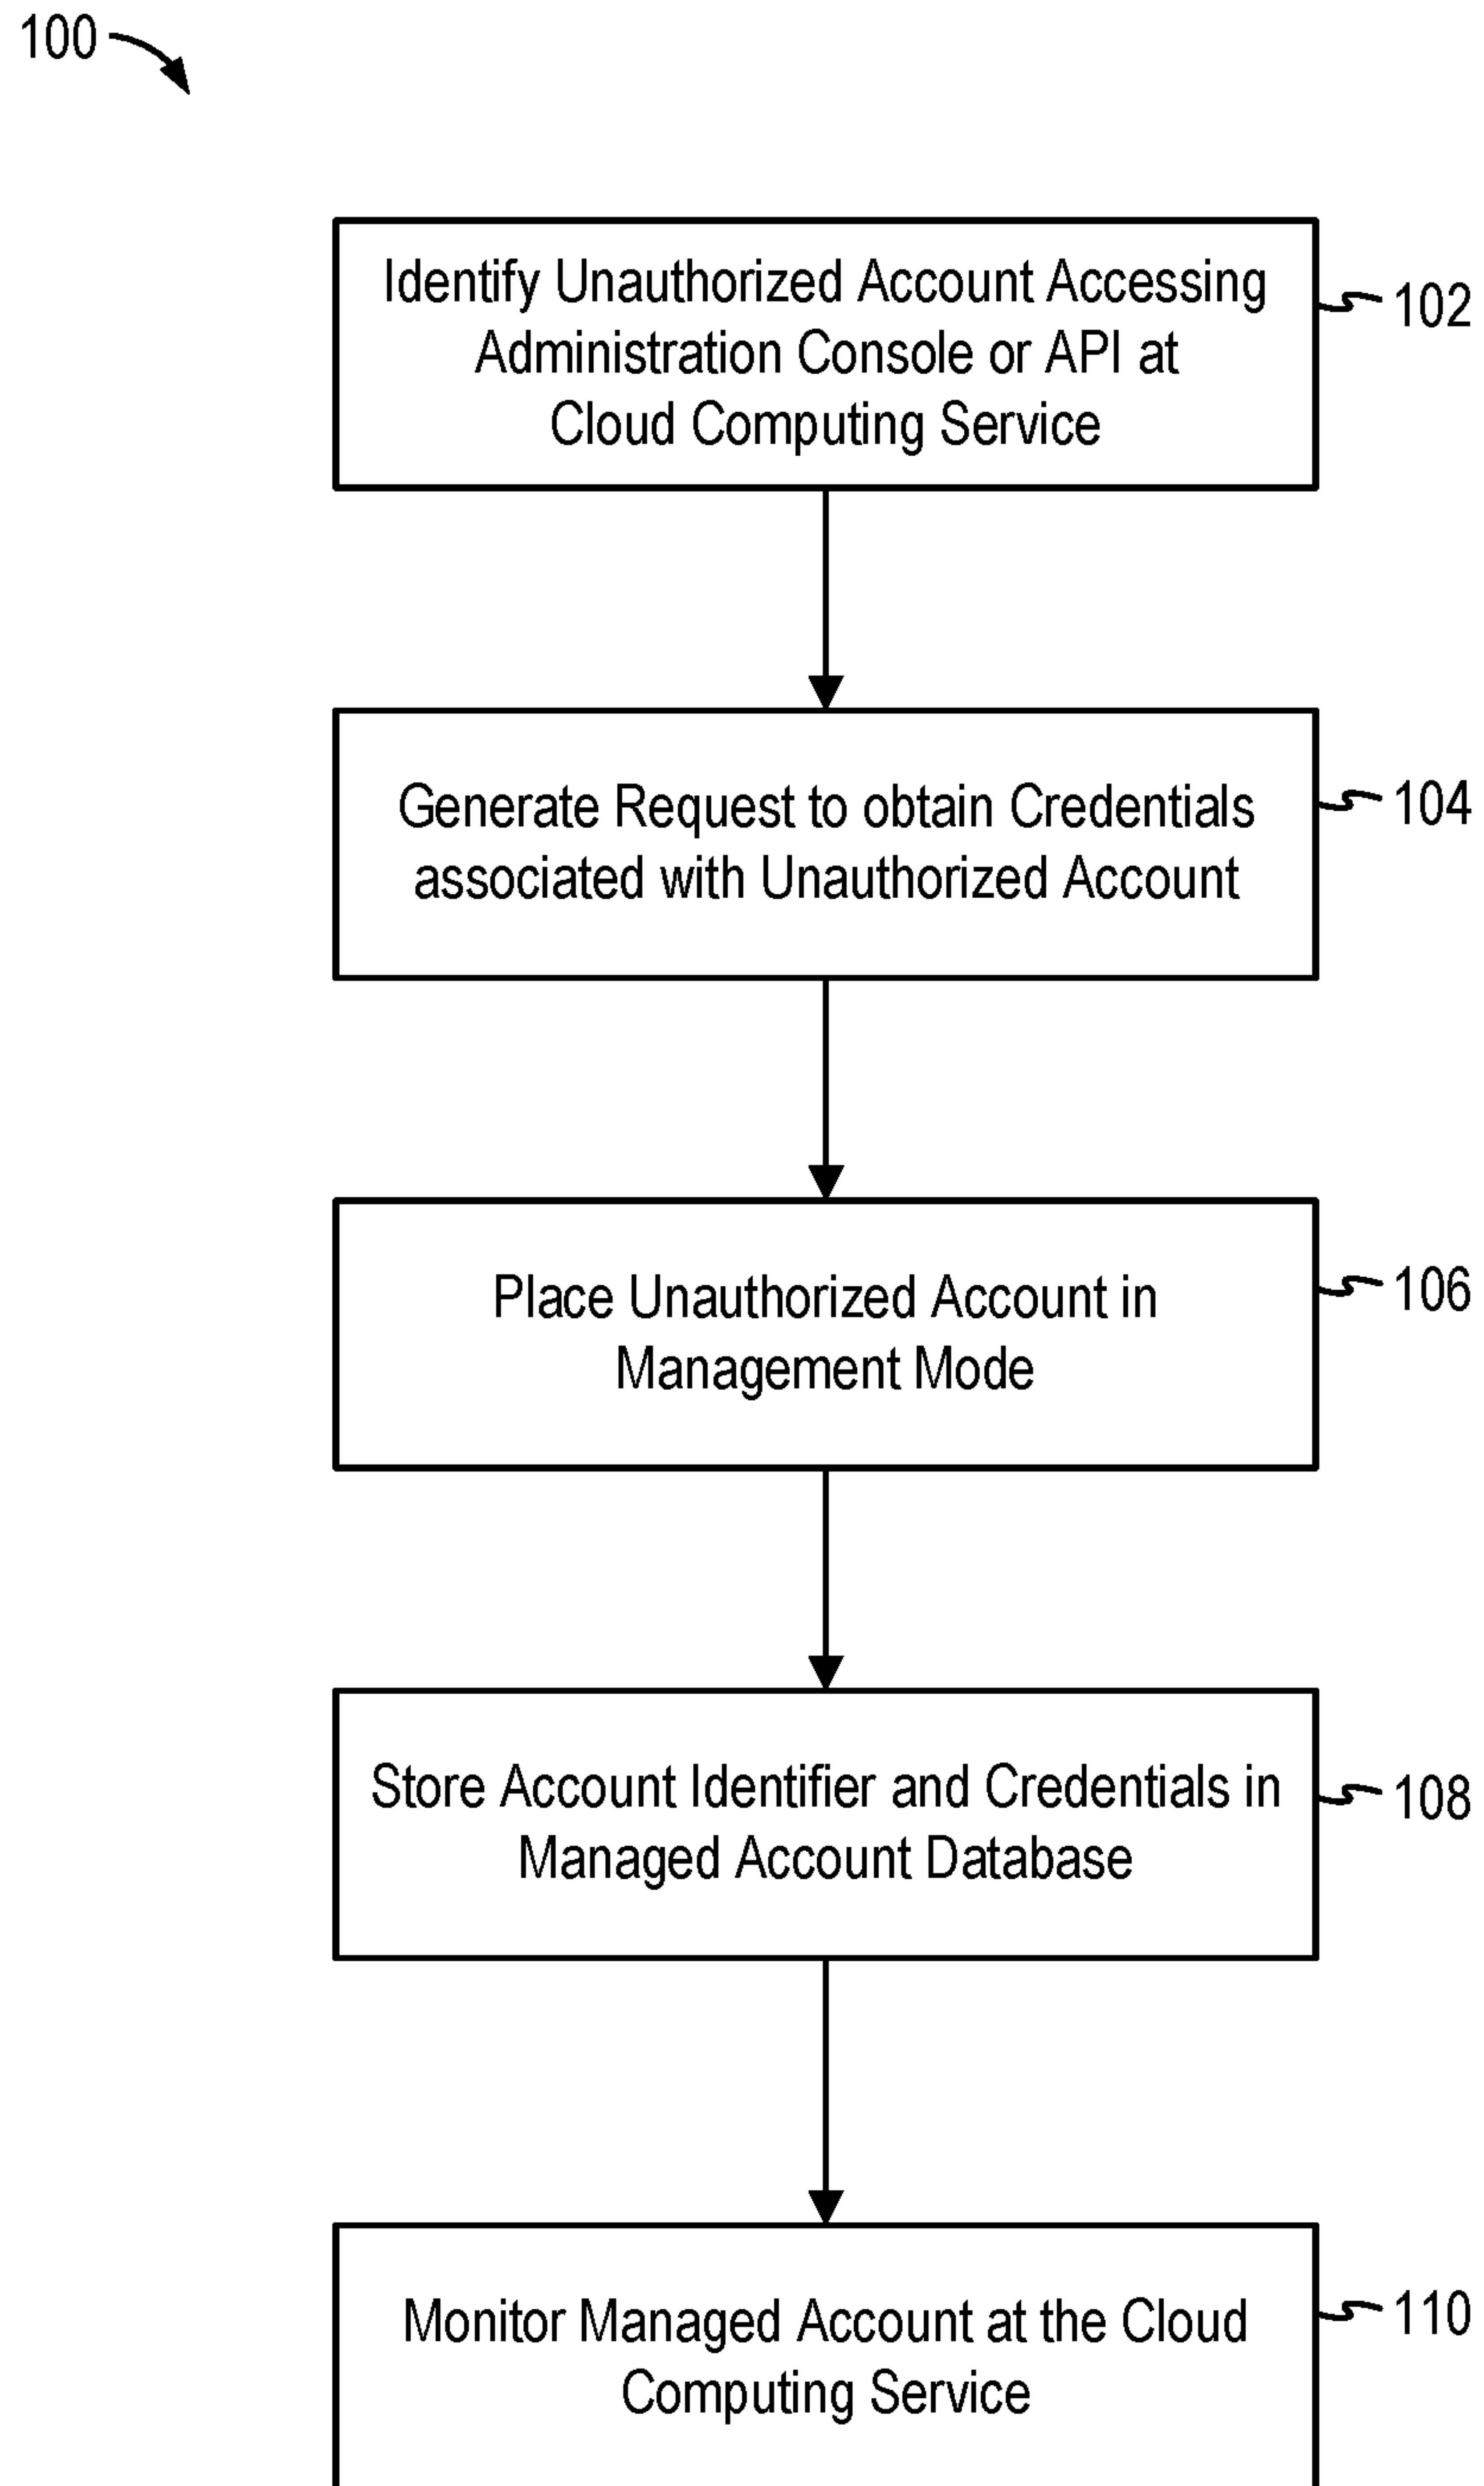 100
Identify Unauthorized Account Accessing
Administration Console or API at
Cloud Computing Service
102
Generate Request to obtain Credentials
associated with Unauthorized Account
104
Place Unauthorized Account in
Management Mode
106
Store Account Identifier and Credentials in
Managed Account Database
108
Monitor Managed Account at the Cloud
Computing Service
110